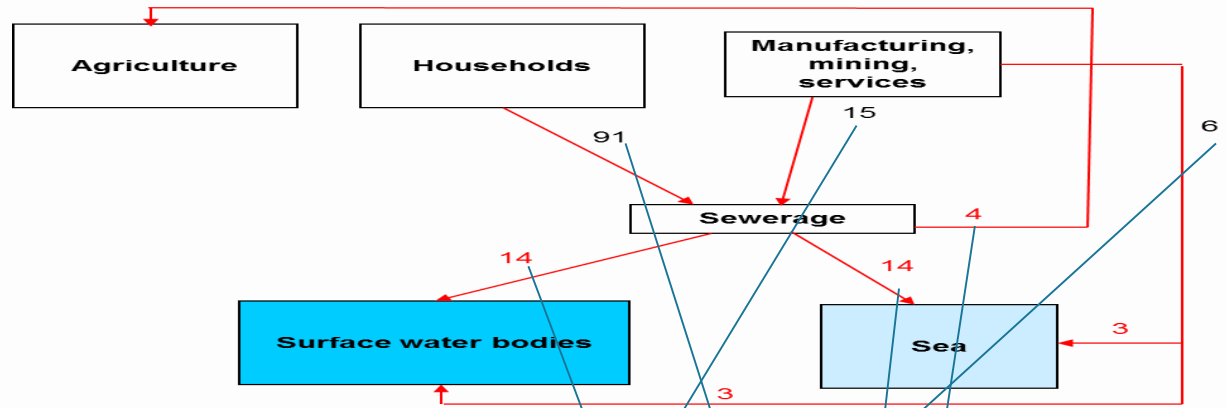 Agriculture
Households
Manufacturing,
mining,
services
15
91
6
Sewerage
4
14
14
Surface water bodies
Sea
3
3